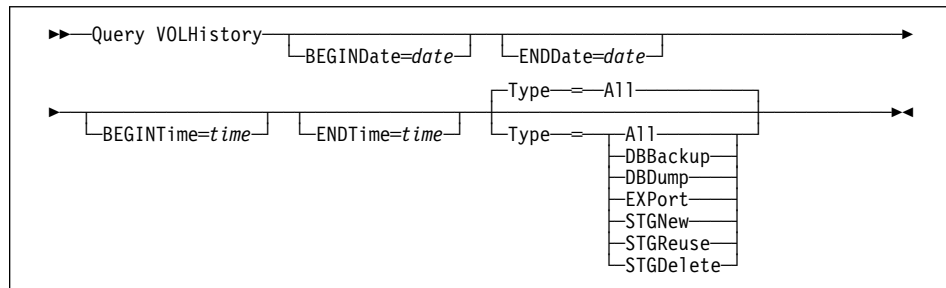 Query VOLHistory
BEGINDate=date ENDDate=date
Type = All
BEGINTime=time ENDTime=time Type = All
DBBackup
DBDump
EXPort
STGNew
STGReuse
STGDelete